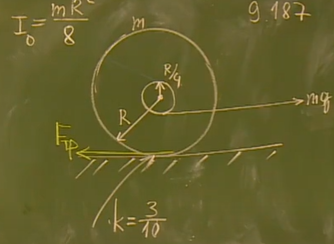 I₀ = mR²/8
9.187
m
R/4
R
mg
Fтр
k = 3/10